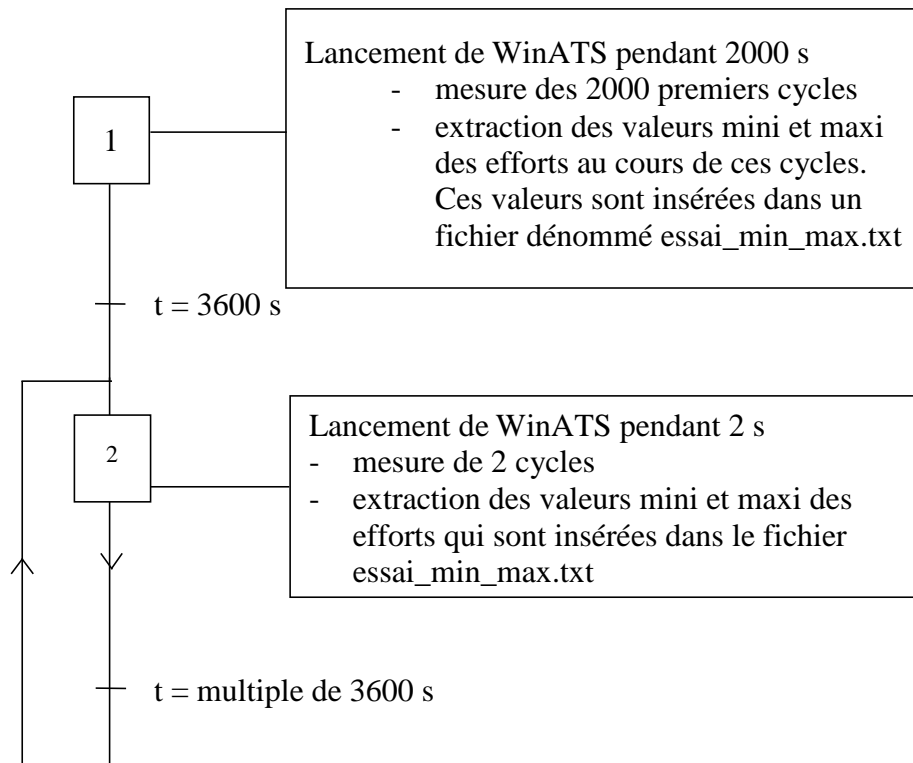 Lancement de WinATS pendant 2000 s
- mesure des 2000 premiers cycles
1
- extraction des valeurs mini et maxi
des efforts au cours de ces cycles.
Ces valeurs sont insérées dans un
fichier dénommé essai_min_max.txt
t = 3600 s
Lancement de WinATS pendant 2 s
2
- mesure de 2 cycles
- extraction des valeurs mini et maxi des
efforts qui sont insérées dans le fichier
essai_min_max.txt
t = multiple de 3600 s